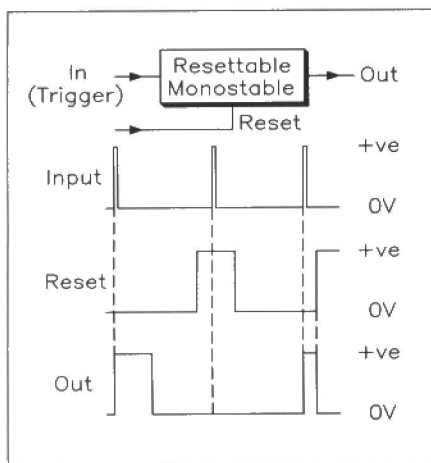 In
(Trigger)
Resettable
Monostable
Out
Reset
+ve
Input
0V
+ve
Reset
0V
+ve
Out
0V